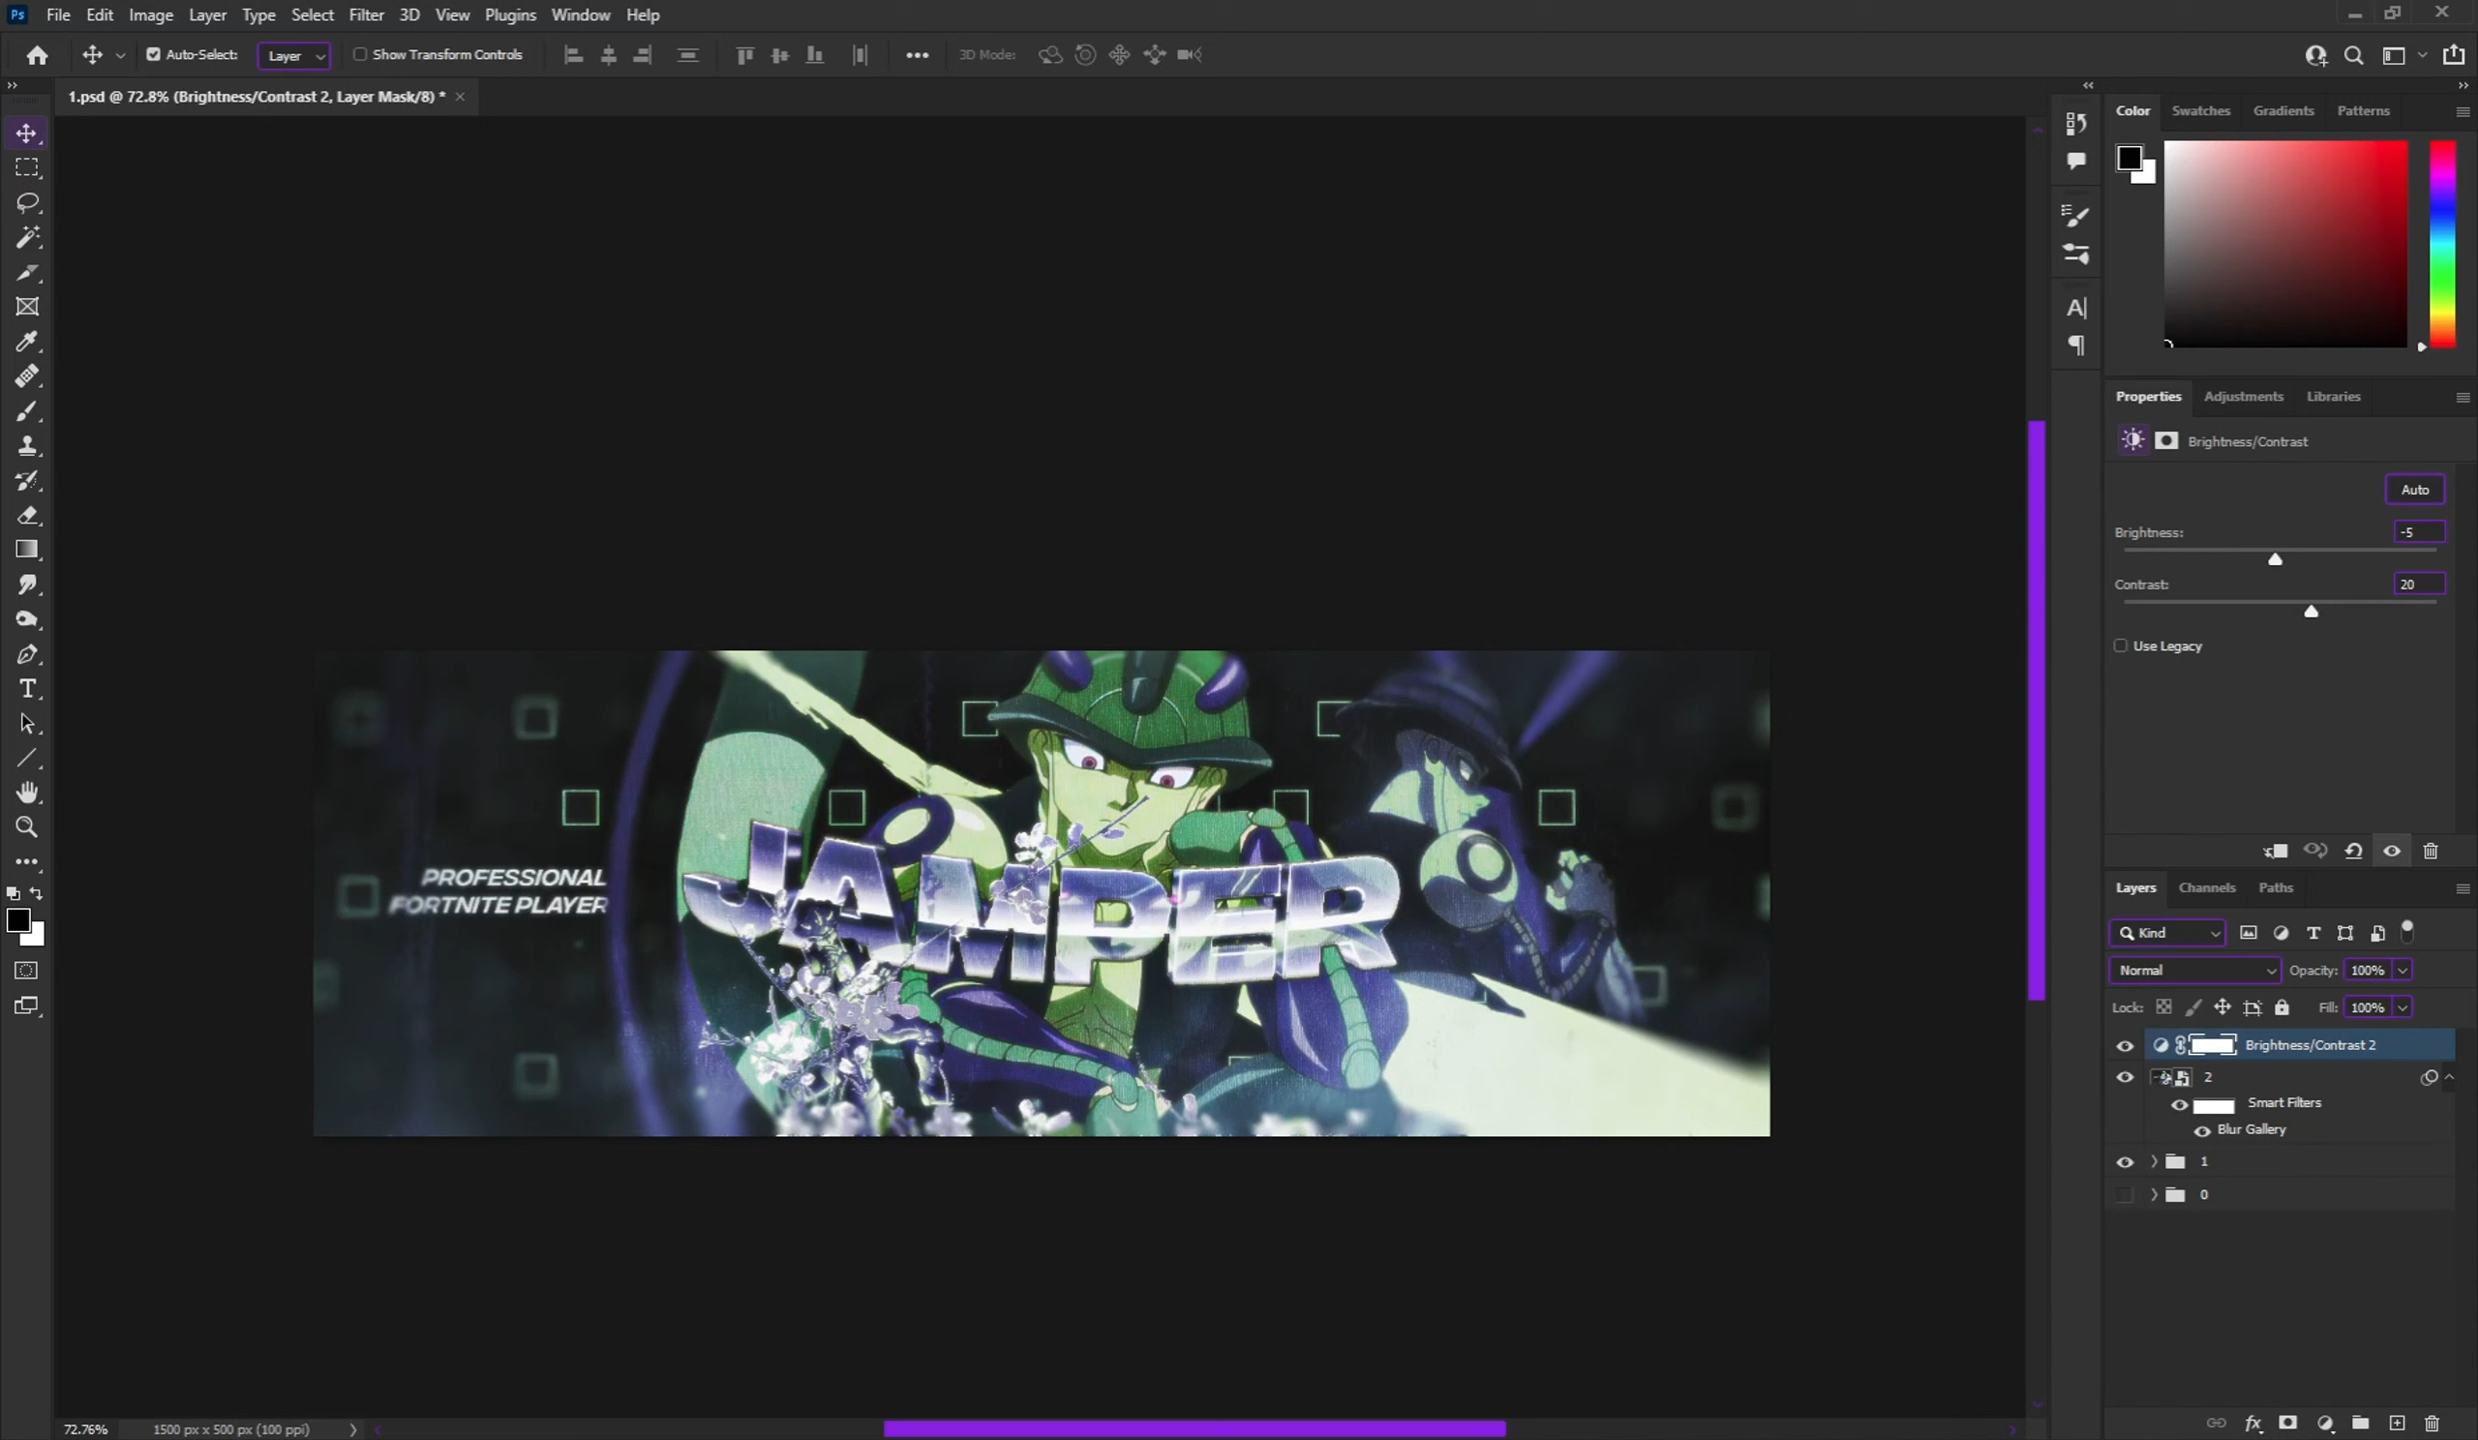 Ps File Edit Image Layer Type Select Filter 3D View Plugins Window Help
Auto-Select: Layer Show Transform Controls 3D Mode:
1.psd @ 72.8% (Brightness/Contrast 2, Layer Mask/8) *
Color Swatches Gradients Patterns
Properties Adjustments Libraries
Brightness/Contrast
Auto
Brightness: -5
Contrast: 20
Use Legacy
PROFESSIONAL
FORTNITE PLAYER
JAMPER
Layers Channels Paths
Kind
Normal Opacity: 100%
Lock: Fill: 100%
Brightness/Contrast 2
2
Smart Filters
Blur Gallery
1
0
72.76% 1500 px x 500 px (100 ppi)